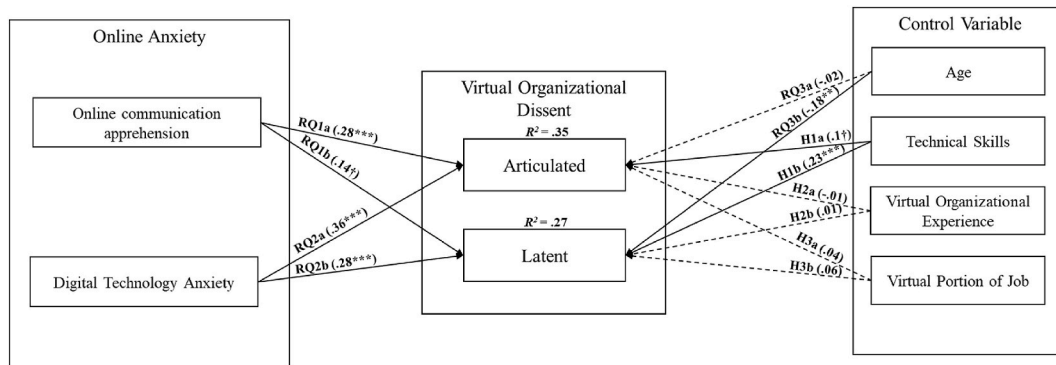 Online Anxiety
Online communication
apprehension
Digital Technology Anxiety
RQ1a (.28***)
RQ1b (.14†)
RQ2a (.36***)
RQ2b (.28***)
Virtual Organizational
Dissent
R² = .35
Articulated
R² = .27
Latent
RQ3a (-.02)
RQ3b (-.18**)
H1a (.1†)
H1b (.23***)
H2a (-.01)
H2b (.01)
H3a (.04)
H3b (.06)
Control Variable
Age
Technical Skills
Virtual Organizational
Experience
Virtual Portion of Job